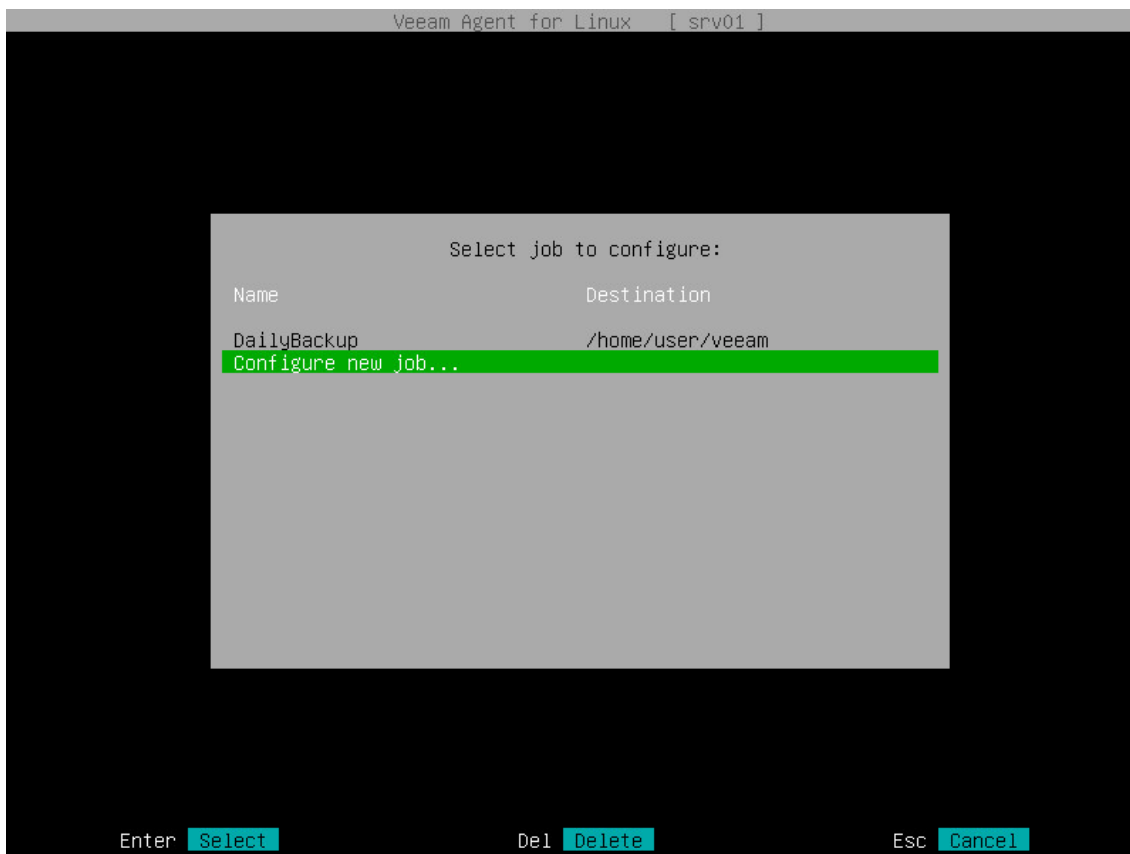 Veeam Agent for Linux [ srv01 ]
Select job to configure:
Name Destination
DailyBackup /home/user/veeam
Configure new job...
Enter Select Del Delete Esc Cancel